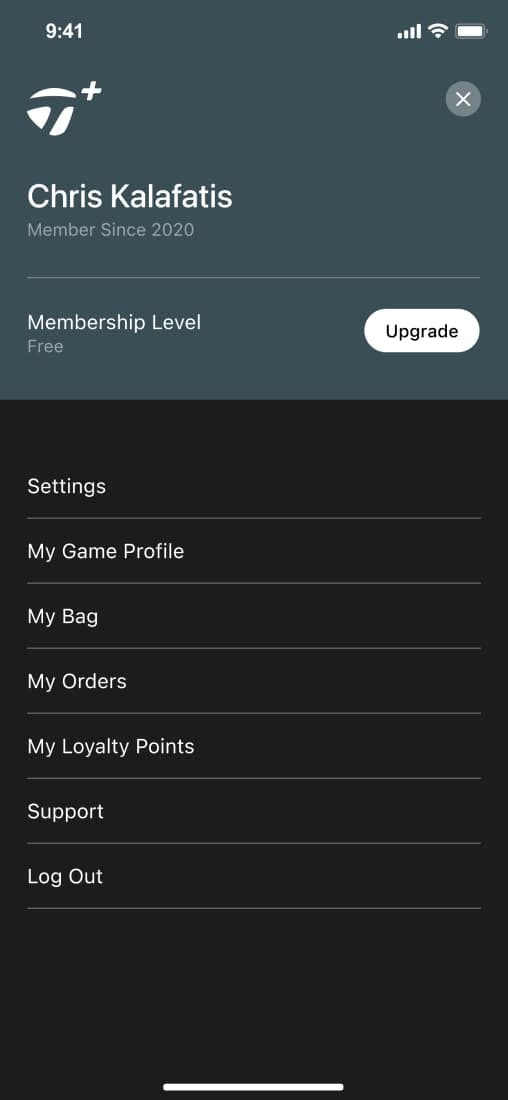 9:41
Chris Kalafatis
Member Since 2020
Membership Level
Free
Upgrade
Settings
My Game Profile
My Bag
My Orders
My Loyalty Points
Support
Log Out